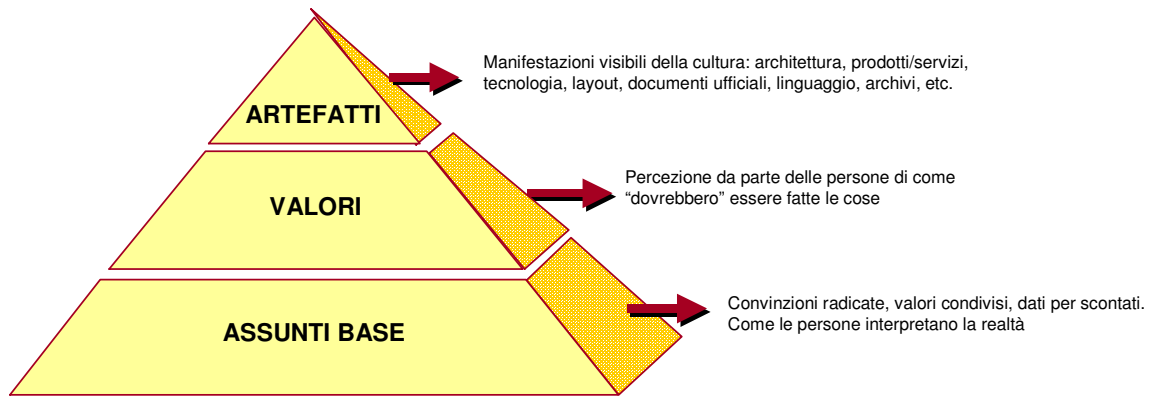 Manifestazioni visibili della cultura: architettura, prodotti/servizi,
tecnologia, layout, documenti ufficiali, linguaggio, archivi, etc.
ARTEFATTI
Percezione da parte delle persone di come
“dovrebbero” essere fatte le cose
VALORI
Convinzioni radicate, valori condivisi, dati per scontati.
Come le persone interpretano la realtà
ASSUNTI BASE